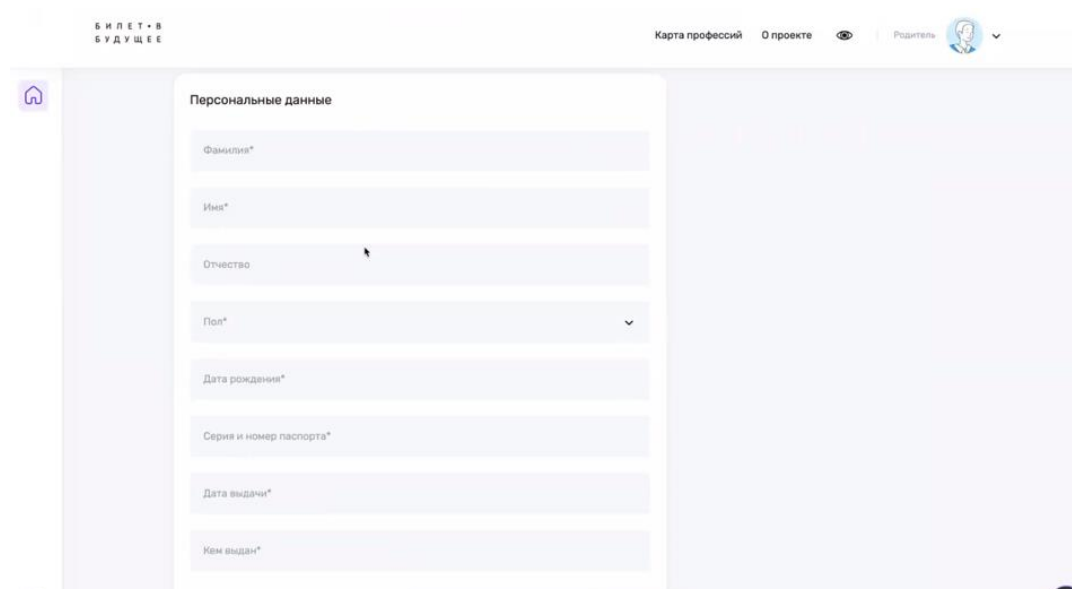 БИЛЕТ • В
БУДУЩЕЕ
Карта профессий О проекте Родитель
Персональные данные
Фамилия*
Имя*
Отчество
Пол*
Дата рождения*
Серия и номер паспорта*
Дата выдачи*
Кем выдан*